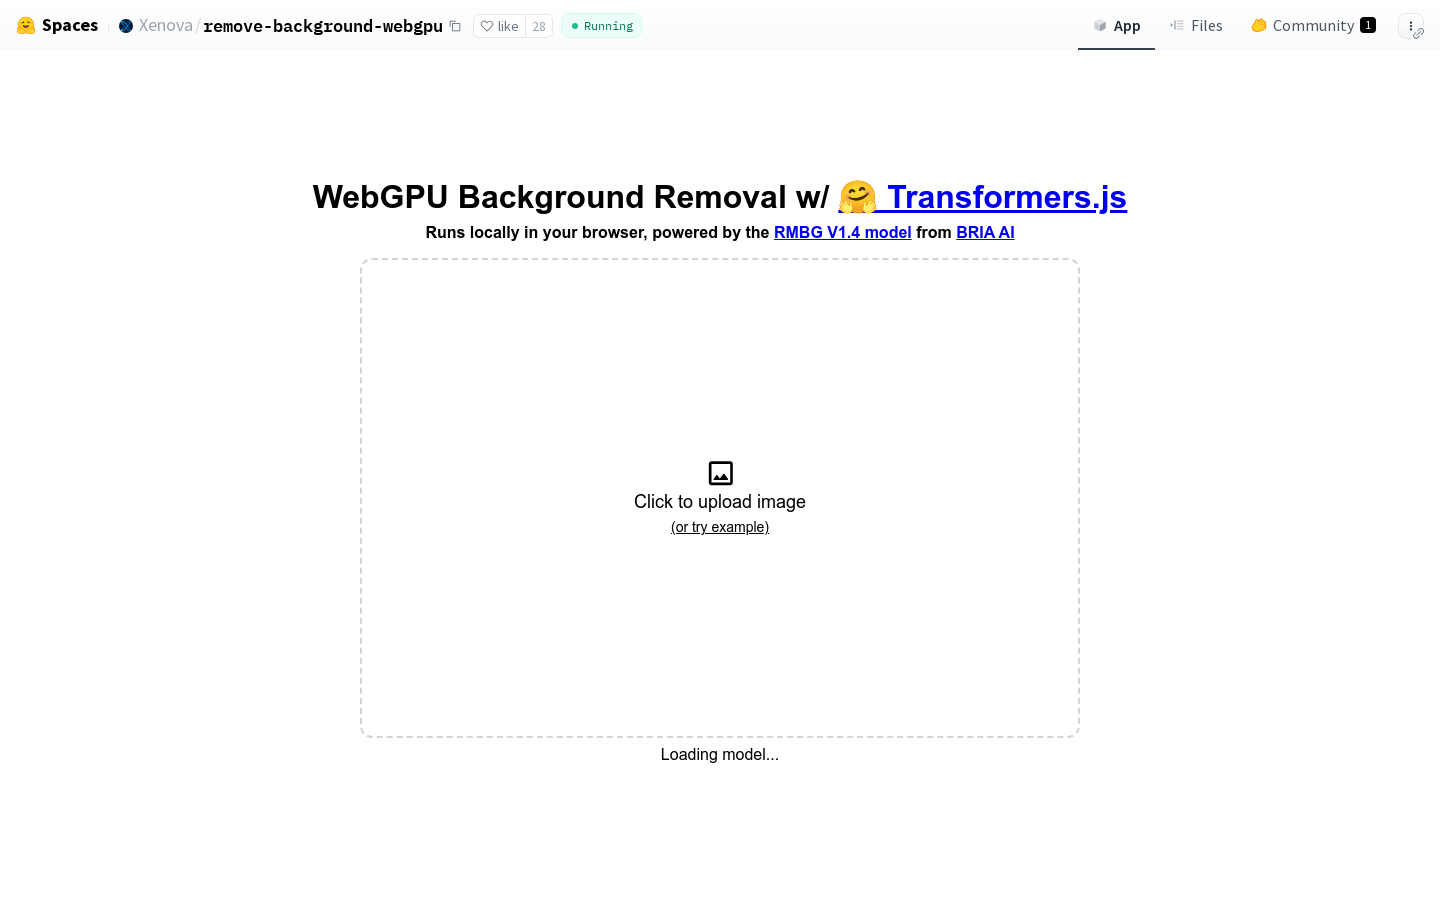 Spaces
Xenova/remove-background-webgpu
like 28
Running
App
Files
Community 1
WebGPU Background Removal w/ 🤗 Transformers.js
Runs locally in your browser, powered by the RMBG V1.4 model from BRIA AI
Click to upload image
(or try example)
Loading model...